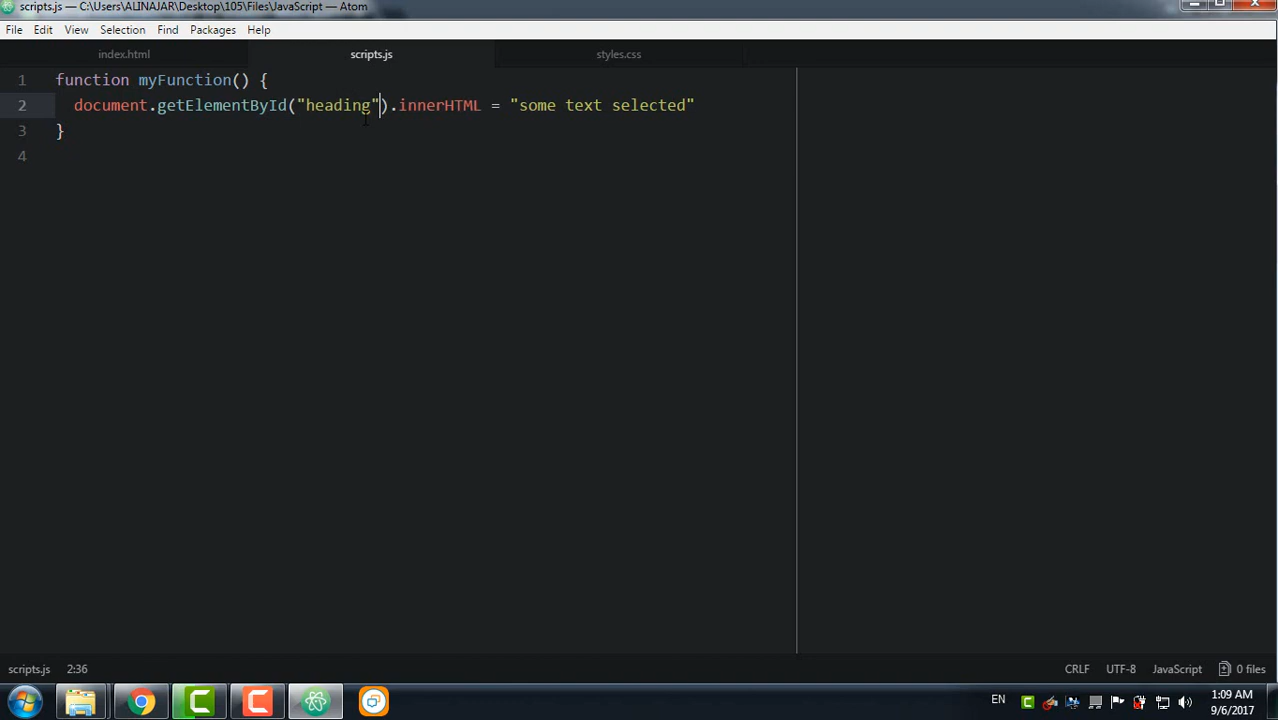 scripts.js — C:\Users\ALINAJAR\Desktop\105\Files\JavaScript — Atom
File Edit View Selection Find Packages Help
index.html scripts.js styles.css
1 function myFunction() {
2 document.getElementById("heading").innerHTML = "some text selected"
3 }
4
scripts.js 2:36 CRLF UTF-8 JavaScript 0 files
EN 1:09 AM
9/6/2017